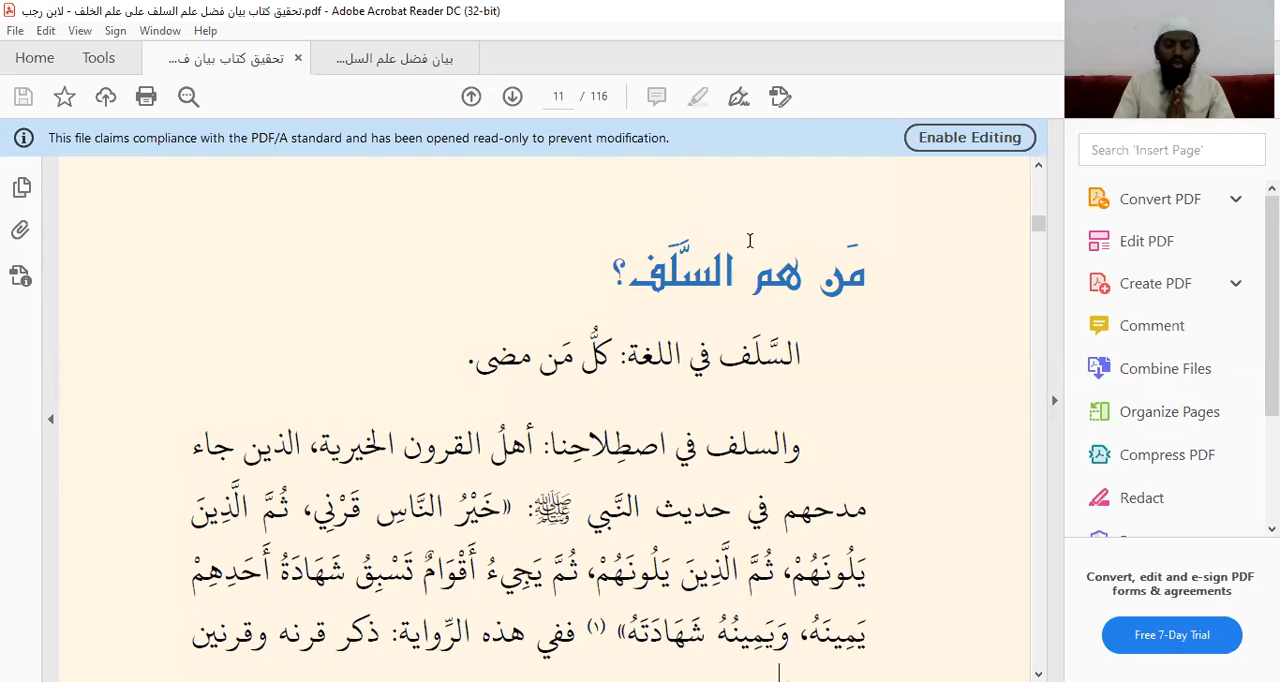 تحقيق كتاب بيان فضل علم السلف على علم الخلف - لابن رجب.pdf - Adobe Acrobat Reader DC (32-bit)
File Edit View Sign Window Help
Home Tools تحقيق كتاب بيان ف... × بيان فضل علم السل...
11 / 116
This file claims compliance with the PDF/A standard and has been opened read-only to prevent modification. Enable Editing
مَن هم السَّلَف؟
السَّلَف في اللغة: كلُّ مَن مضى.
والسلف في اصطِلاحِنا: أهلُ القرون الخيرية، الذين جاء
مدحهم في حديث النَّبي ﷺ: «خَيْرُ النَّاسِ قَرْنِي، ثُمَّ الَّذِينَ
يَلُونَهُمْ، ثُمَّ الَّذِينَ يَلُونَهُمْ، ثُمَّ يَجِيءُ أَقْوَامٌ تَسْبِقُ شَهَادَةُ أَحَدِهِمْ
يَمِينَهُ، وَيَمِينُهُ شَهَادَتَهُ» (١) ففي هذه الرِّواية: ذكر قرنه وقرنين
Search 'Insert Page'
Convert PDF
Edit PDF
Create PDF
Comment
Combine Files
Organize Pages
Compress PDF
Redact
Convert, edit and e-sign PDF
forms & agreements
Free 7-Day Trial